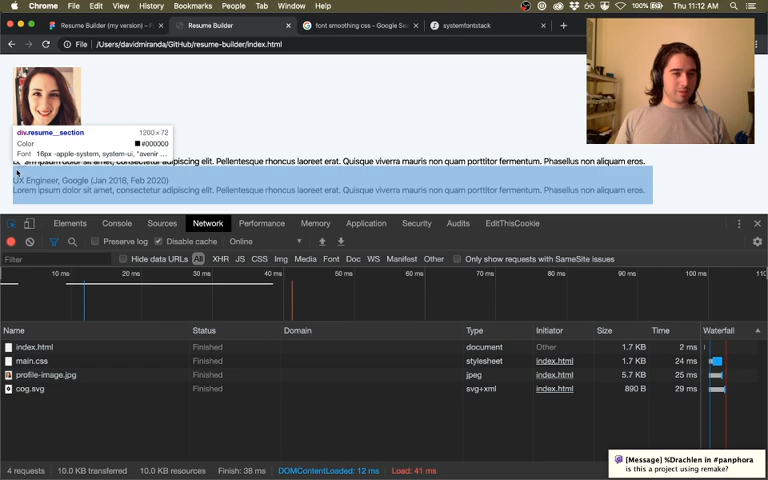 Chrome File Edit View History Bookmarks People Tab Window Help 100% Thu 11:12 AM
Resume Builder (my version) – F
Resume Builder
font smoothing css - Google Se
systemfontstack
File /Users/davidmiranda/GitHub/resume-builder/index.html
div.resume__section 1200 × 72
Color #000000
Font 16px -apple-system, system-ui, "avenir ...
Lorem ipsum dolor sit amet, consectetur adipiscing elit. Pellentesque rhoncus laoreet erat. Quisque viverra mauris non quam porttitor fermentum. Phasellus non aliquam eros.
UX Engineer, Google (Jan 2018, Feb 2020)
Lorem ipsum dolor sit amet, consectetur adipiscing elit. Pellentesque rhoncus laoreet erat. Quisque viverra mauris non quam porttitor fermentum. Phasellus non aliquam eros.
Elements Console Sources Network Performance Memory Application Security Audits EditThisCookie
Preserve log Disable cache Online
Filter Hide data URLs All XHR JS CSS Img Media Font Doc WS Manifest Other Only show requests with SameSite issues
10 ms 20 ms 30 ms 40 ms 50 ms 60 ms 70 ms 80 ms 90 ms 100 ms 110
Name Status Domain Type Initiator Size Time Waterfall
index.html Finished document Other 1.7 KB 2 ms
main.css Finished stylesheet index.html 1.7 KB 24 ms
profile-image.jpg Finished jpeg index.html 5.7 KB 25 ms
cog.svg Finished svg+xml index.html 890 B 29 ms
4 requests 10.0 KB transferred 10.0 KB resources Finish: 38 ms DOMContentLoaded: 12 ms Load: 41 ms
[Message] %Drachlen in #panphora
is this a project using remake?